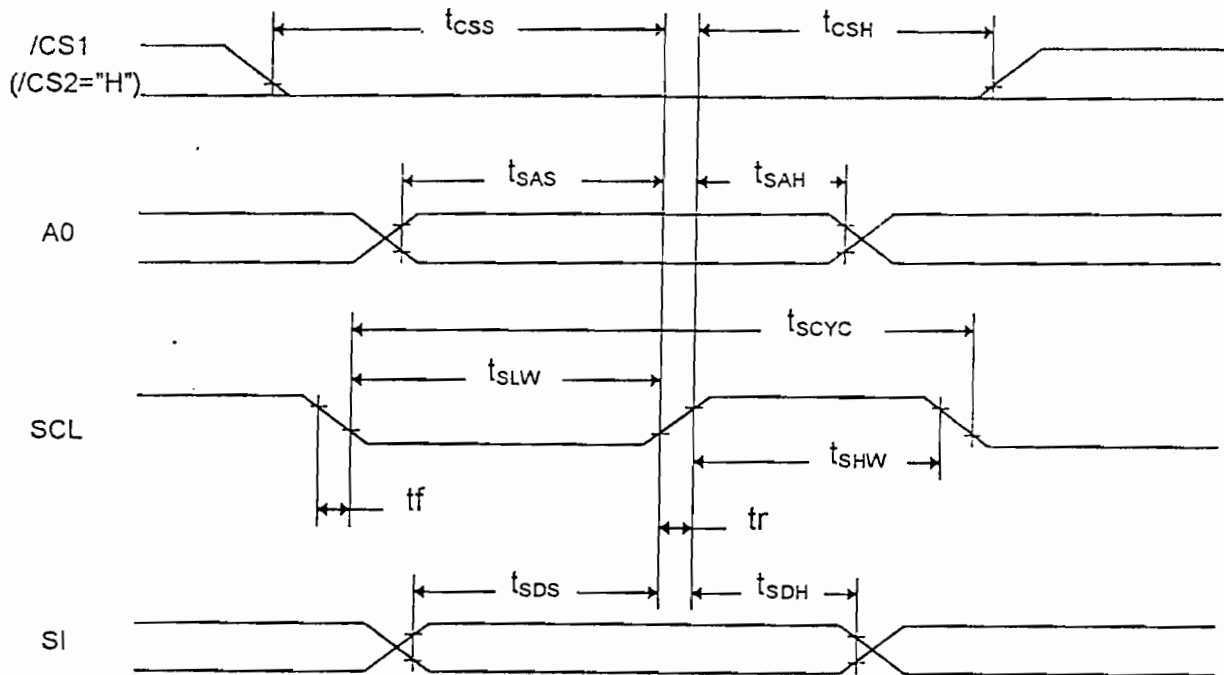 tCSS
tCSH
/CS1
(/CS2="H")
tSAS
tSAH
A0
tSCYC
tSLW
SCL
tSHW
tf
tr
tSDS
tSDH
SI